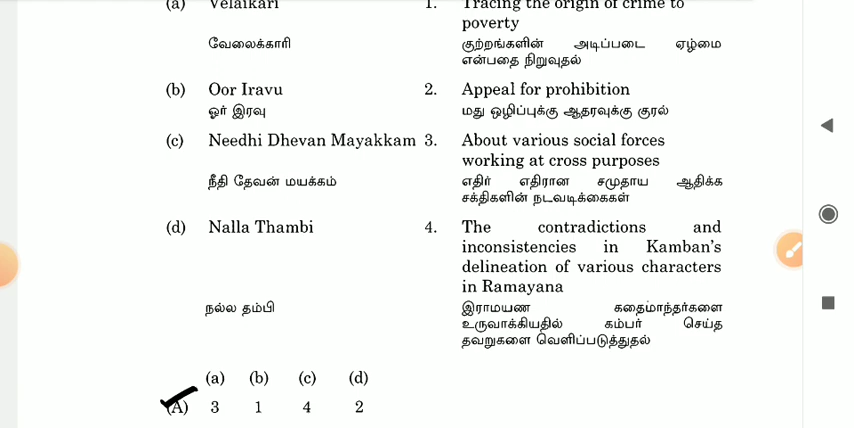 (a) Velaikari 1. Tracing the origin of crime to
poverty
வேலைக்காரி குற்றங்களின் அடிப்படை ஏழ்மை
என்பதை நிறுவுதல்
(b) Oor Iravu 2. Appeal for prohibition
ஓர் இரவு மது ஒழிப்புக்கு ஆதரவுக்கு குரல்
(c) Needhi Dhevan Mayakkam 3. About various social forces
working at cross purposes
நீதி தேவன் மயக்கம் எதிர் எதிரான சமுதாய ஆதிக்க
சக்திகளின் நடவடிக்கைகள்
(d) Nalla Thambi 4. The contradictions and
inconsistencies in Kamban's
delineation of various characters
in Ramayana
நல்ல தம்பி இராமயண கதைமாந்தர்களை
உருவாக்கியதில் கம்பர் செய்த
தவறுகளை வெளிப்படுத்துதல்
(a) (b) (c) (d)
(A) 3 1 4 2